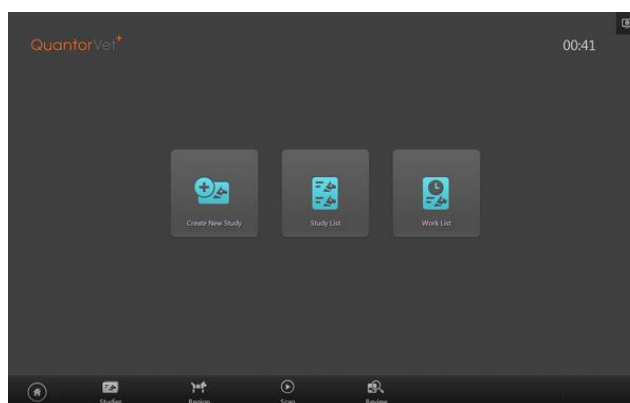 QuantorVet+
00:41
Create New Study
Study List
Work List
Studies
Region
Scan
Review